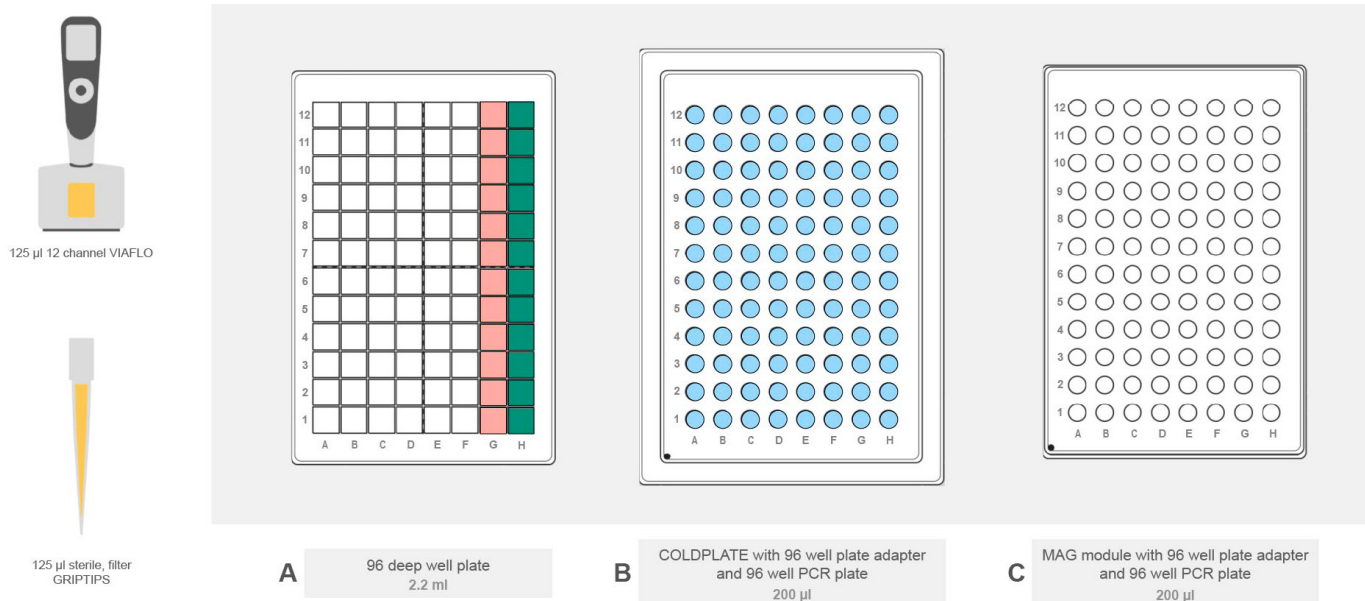 125 µl 12 channel VIAFLO
125 µl sterile, filter
GRIPTIPS
12
11
10
9
8
7
6
5
4
3
2
1
A B C D E F G H
12
11
10
9
8
7
6
5
4
3
2
1
A B C D E F G H
12
11
10
9
8
7
6
5
4
3
2
1
A B C D E F G H
A
96 deep well plate
2.2 ml
B
COLDPLATE with 96 well plate adapter
and 96 well PCR plate
200 µl
C
MAG module with 96 well plate adapter
and 96 well PCR plate
200 µl